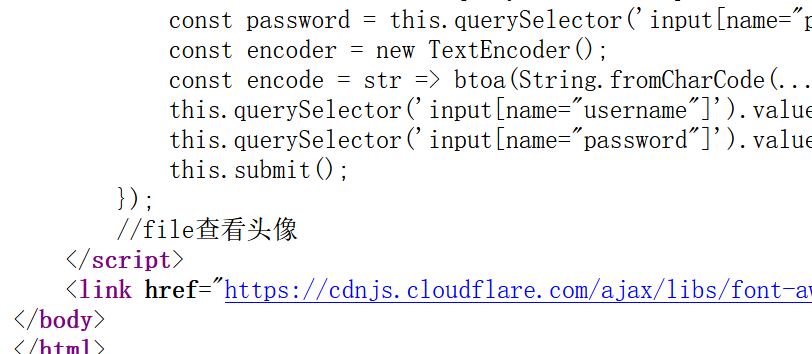 const password = this.querySelector('input[name="p
const encoder = new TextEncoder();
const encode = str => btoa(String.fromCharCode(...
this.querySelector('input[name="username"]').value
this.querySelector('input[name="password"]').value
this.submit();
});
//file查看头像
</script>
<link href="https://cdnjs.cloudflare.com/ajax/libs/font-aw
</body>
</html>